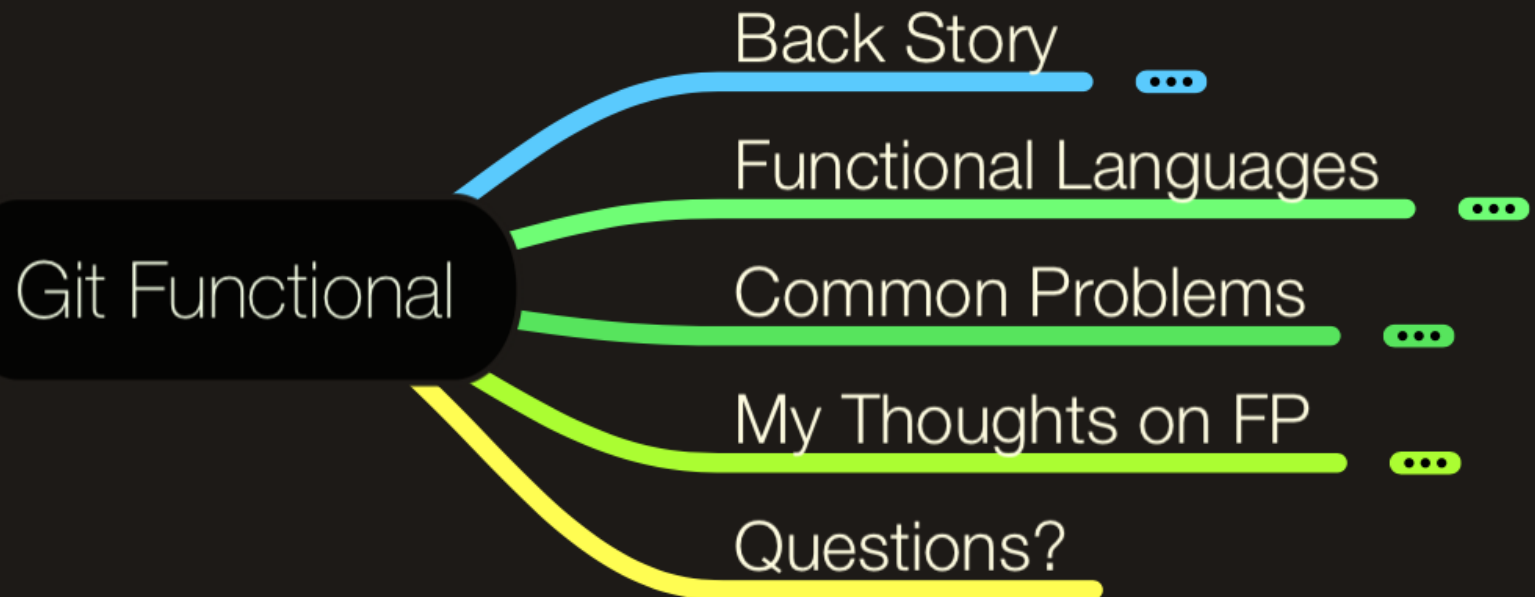 Back Story
Functional Languages
Git Functional
Common Problems
My Thoughts on FP
Questions?